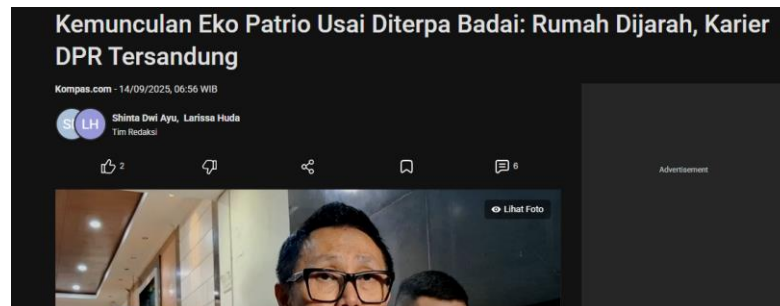 Kemunculan Eko Patrio Usai Diterpa Badai: Rumah Dijarah, Karier
DPR Tersandung
Kompas.com - 14/09/2025, 06:56 WIB
LH
Shinta Dwi Ayu, Larissa Huda
Tim Redaksi
2
6
Advertisement
Lihat Foto